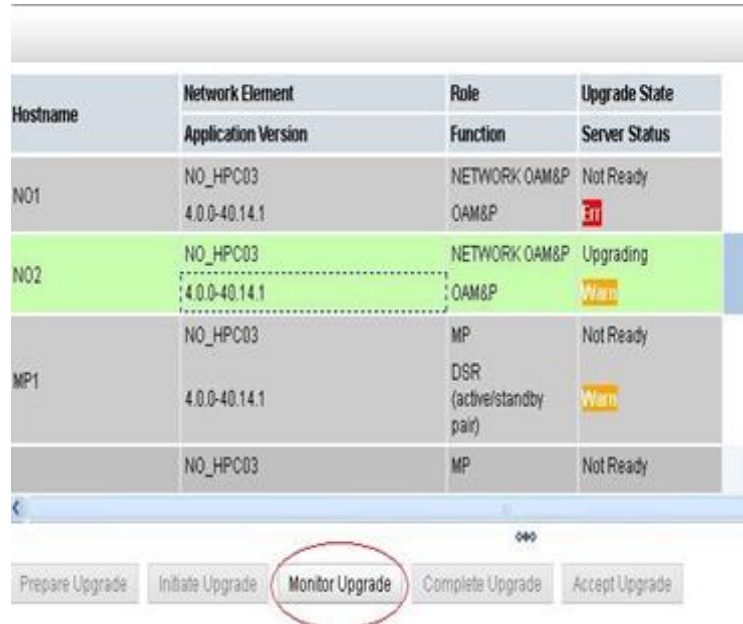 Hostname
Network Element
Role
Upgrade State
Application Version
Function
Server Status
NO1
NO_HPC03
NETWORK OAM&P
Not Ready
4.0.0-40.14.1
OAM&P
Err
NO2
NO_HPC03
NETWORK OAM&P
Upgrading
4.0.0-40.14.1
OAM&P
Warn
MP1
NO_HPC03
MP
Not Ready
4.0.0-40.14.1
DSR
(active/standby
pair)
Warn
NO_HPC03
MP
Not Ready
Prepare Upgrade
Initiate Upgrade
Monitor Upgrade
Complete Upgrade
Accept Upgrade